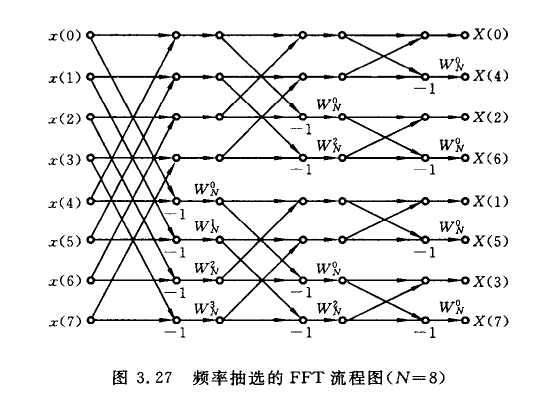 x(0) X(0)
x(1) -1 W_N^0 X(4)
x(2) -1 W_N^0 X(2)
x(3) -1 W_N^2 -1 W_N^0 X(6)
x(4) -1 W_N^0 X(1)
x(5) -1 W_N^1 -1 W_N^0 X(5)
x(6) -1 W_N^2 -1 W_N^0 X(3)
x(7) -1 W_N^3 -1 W_N^2 -1 W_N^0 X(7)
图 3.27 频率抽选的 FFT 流程图(N=8)